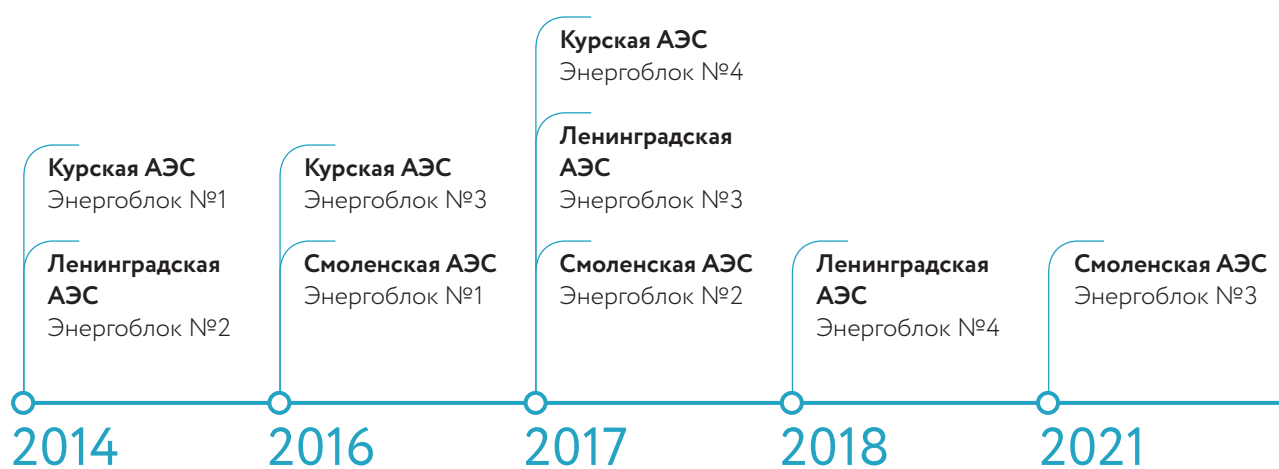 Курская АЭС
Энергоблок №1
Ленинградская
АЭС
Энергоблок №2
2014
Курская АЭС
Энергоблок №3
Смоленская АЭС
Энергоблок №1
2016
Курская АЭС
Энергоблок №4
Ленинградская
АЭС
Энергоблок №3
Смоленская АЭС
Энергоблок №2
2017
Ленинградская
АЭС
Энергоблок №4
2018
Смоленская АЭС
Энергоблок №3
2021